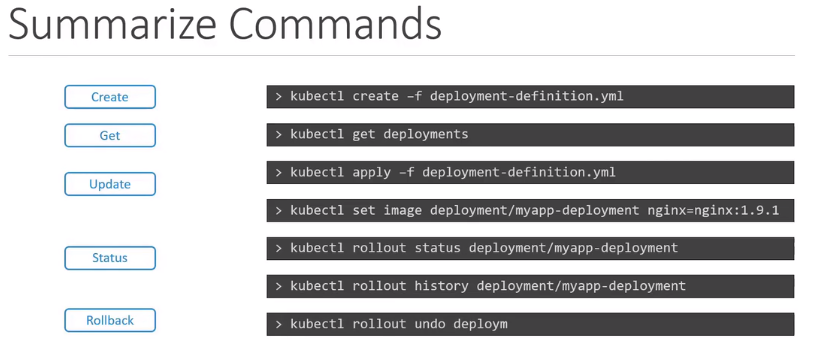 Summarize Commands
Create
> kubectl create –f deployment-definition.yml
Get
> kubectl get deployments
Update
> kubectl apply –f deployment-definition.yml
> kubectl set image deployment/myapp-deployment nginx=nginx:1.9.1
Status
> kubectl rollout status deployment/myapp-deployment
> kubectl rollout history deployment/myapp-deployment
Rollback
> kubectl rollout undo deploym